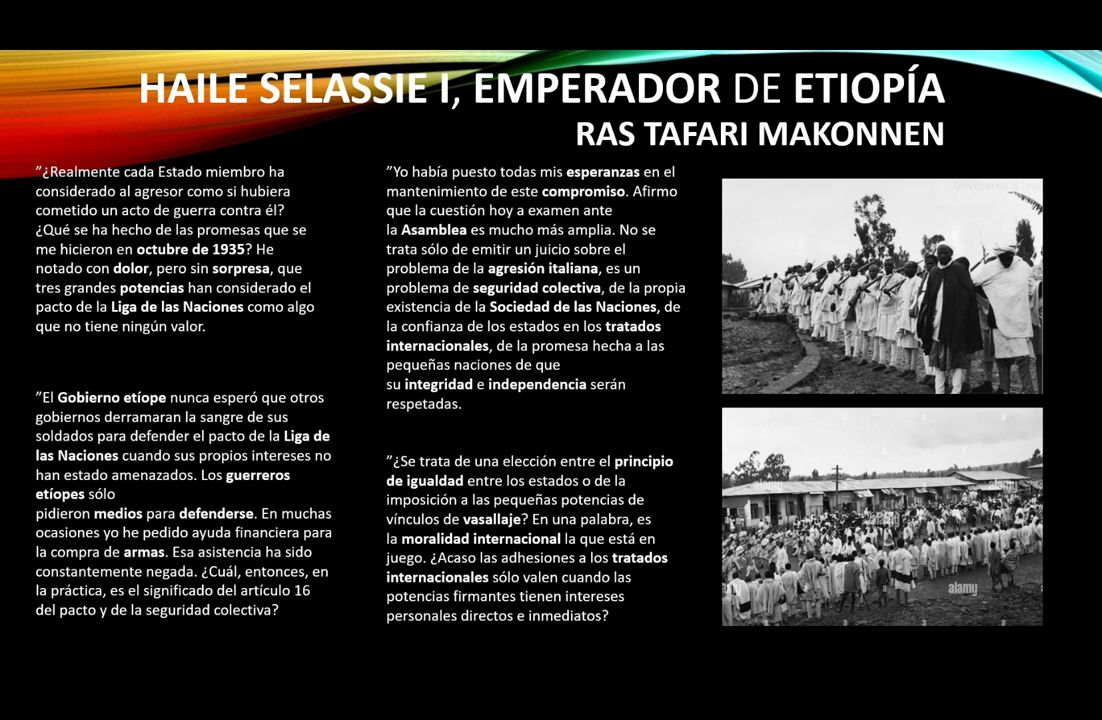 HAILE SELASSIE I, EMPERADOR DE ETIOPÍA
RAS TAFARI MAKONNEN
”¿Realmente cada Estado miembro ha
considerado al agresor como si hubiera
cometido un acto de guerra contra él?
¿Qué se ha hecho de las promesas que se
me hicieron en octubre de 1935? He
notado con dolor, pero sin sorpresa, que
tres grandes potencias han considerado el
pacto de la Liga de las Naciones como algo
que no tiene ningún valor.
”El Gobierno etíope nunca esperó que otros
gobiernos derramaran la sangre de sus
soldados para defender el pacto de la Liga de
las Naciones cuando sus propios intereses no
han estado amenazados. Los guerreros
etíopes sólo
pidieron medios para defenderse. En muchas
ocasiones yo he pedido ayuda financiera para
la compra de armas. Esa asistencia ha sido
constantemente negada. ¿Cuál, entonces, en
la práctica, es el significado del artículo 16
del pacto y de la seguridad colectiva?
”Yo había puesto todas mis esperanzas en el
mantenimiento de este compromiso. Afirmo
que la cuestión hoy a examen ante
la Asamblea es mucho más amplia. No se
trata sólo de emitir un juicio sobre el
problema de la agresión italiana, es un
problema de seguridad colectiva, de la propia
existencia de la Sociedad de las Naciones, de
la confianza de los estados en los tratados
internacionales, de la promesa hecha a las
pequeñas naciones de que
su integridad e independencia serán
respetadas.
”¿Se trata de una elección entre el principio
de igualdad entre los estados o de la
imposición a las pequeñas potencias de
vínculos de vasallaje? En una palabra, es
la moralidad internacional la que está en
juego. ¿Acaso las adhesiones a los tratados
internacionales sólo valen cuando las
potencias firmantes tienen intereses
personales directos e inmediatos?
alamy
alamy
alamy
alamy